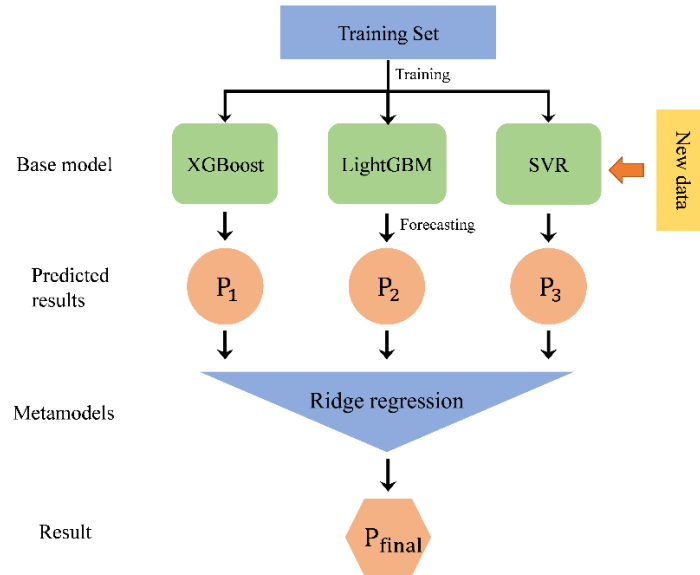 Training Set
Training
Base model
XGBoost
LightGBM
SVR
New data
Forecasting
Predicted
results
P1
P2
P3
Metamodels
Ridge regression
Result
Pfinal